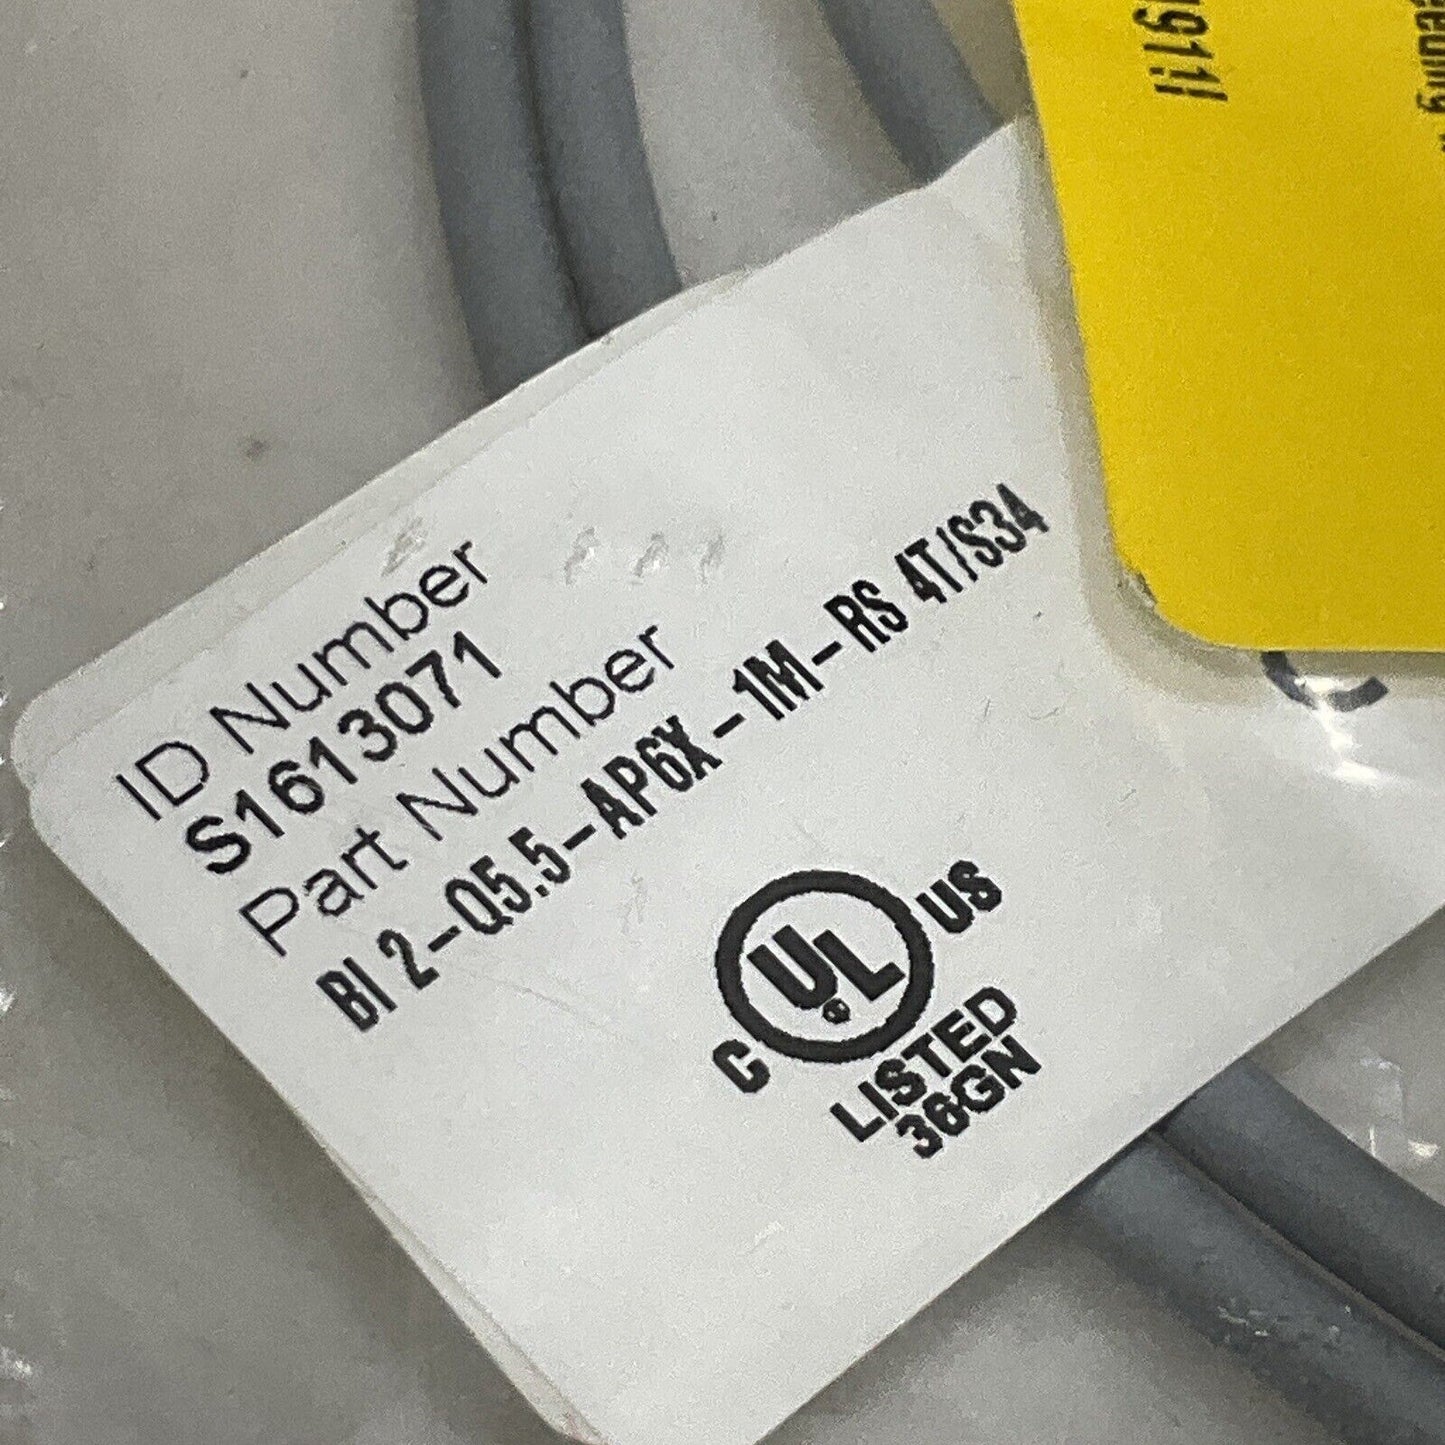 ID Number
S1613071
Part Number
BI 2-Q5.5-AP6X-1M-RS 4T/S34
C UL® US
LISTED
36GN